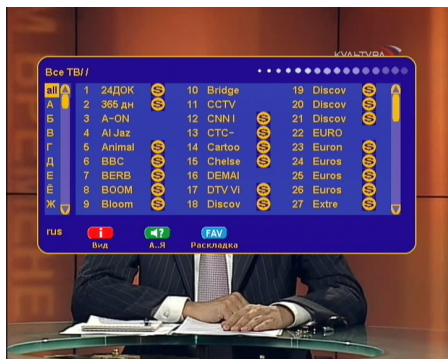 КУЛЬТУРА
Все ТВ//
all 1 24ДОК S 10 Bridge 19 Discov S
А 2 365 дн S 11 CCTV 20 Discov S
Б 3 A-ON 12 CNN I S 21 Discov S
В 4 Al Jaz 13 CTC- S 22 EURO
Г 5 Animal S 14 Cartoo S 23 Euron S
Д 6 BBC S 15 Chelse S 24 Euros S
Е 7 BERB S 16 DEMAI 25 Euros S
Ё 8 BOOM S 17 DTV Vi S 26 Euros S
Ж 9 Bloom S 18 Discov S 27 Extre S
rus i ? FAV
Вид А..Я Раскладка